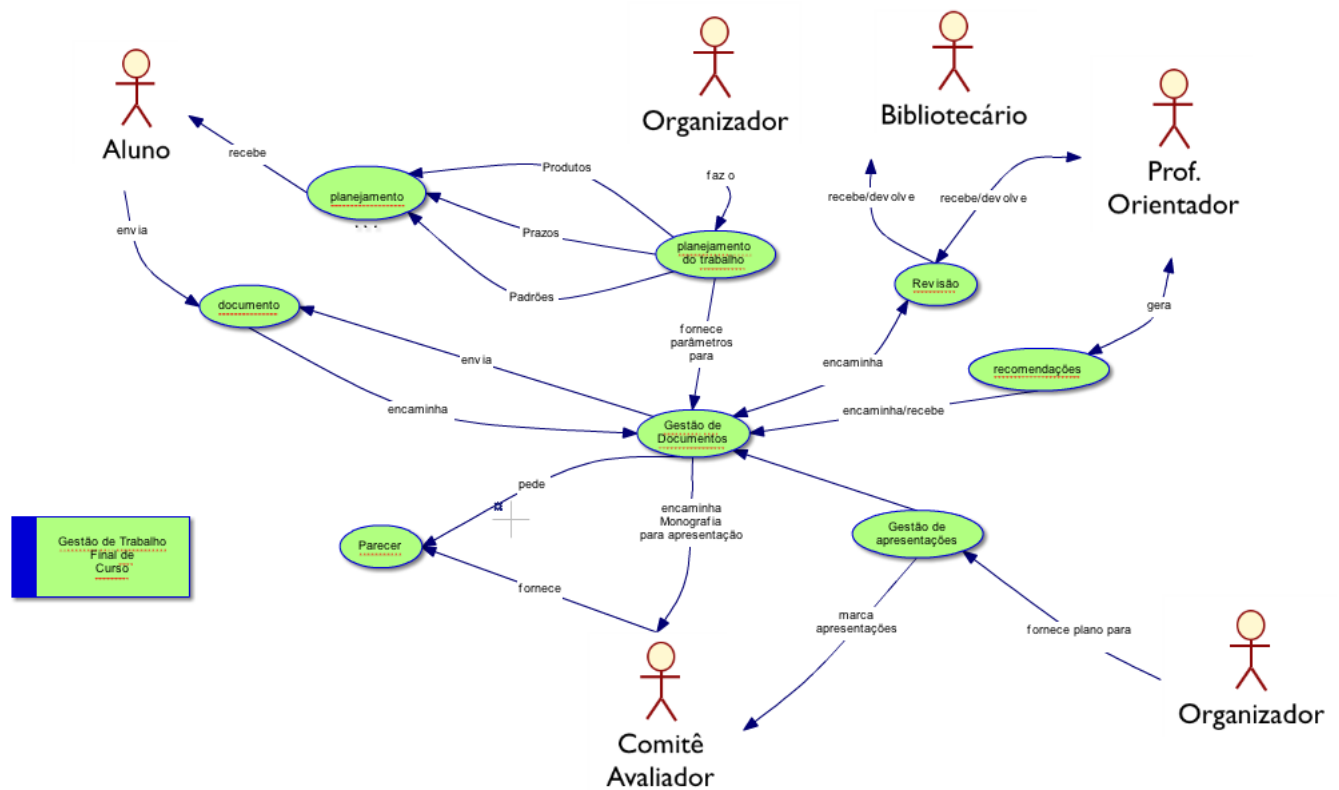 Aluno
Organizador
Bibliotecário
Prof.
Orientador
recebe
planejamento
...
Produtos
Prazos
Padrões
faz o
planejamento
do trabalho
recebe/devolve
recebe/devolve
Revisão
envia
documento
fornece
parâmetros
para
gera
recomendações
envia
encaminha
encaminha
encaminha/recebe
Gestão de
Documentos
pede
encaminha
Monografia
para apresentação
Gestão de
apresentações
Parecer
fornece
Gestão de Trabalho
Final de
Curso
marca
apresentações
fornece plano para
Comitê
Avaliador
Organizador